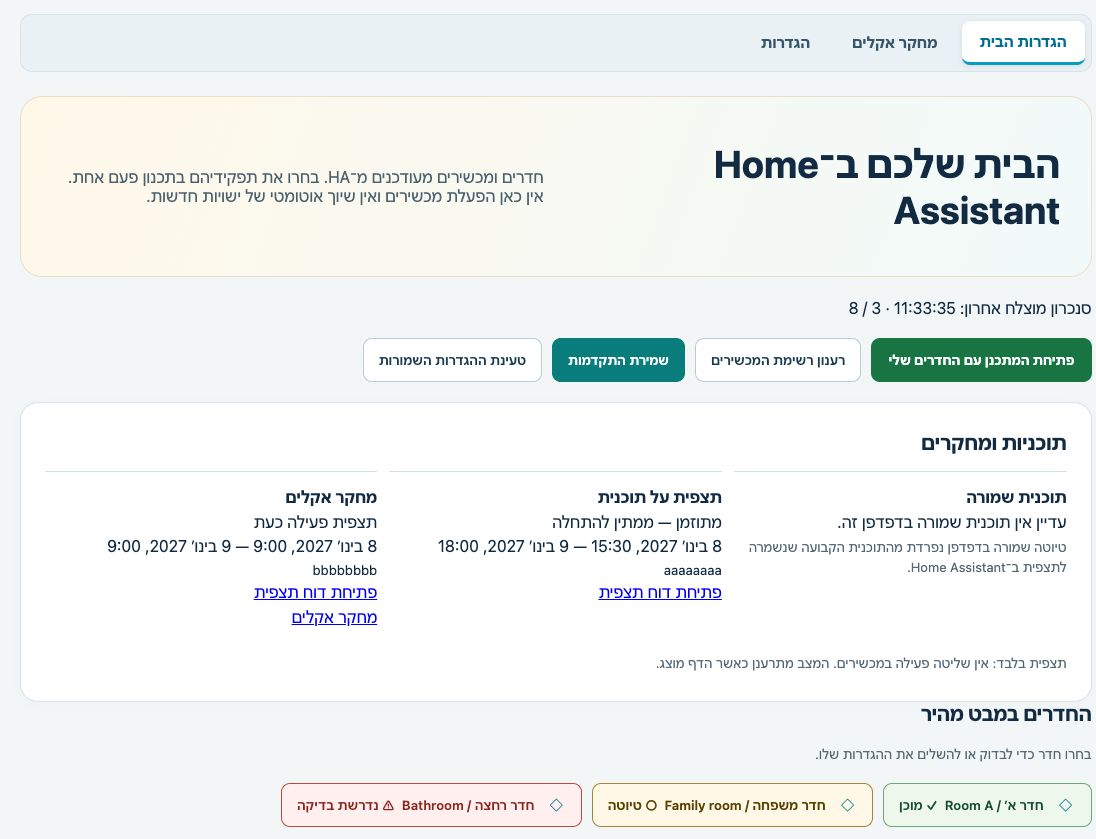 הגדרות הבית
מחקר אקלים
הגדרות
הבית שלכם ב־Home
Assistant
חדרים ומכשירים מעודכנים מ־HA. בחרו את תפקידיהם בתכנון פעם אחת.
אין כאן הפעלת מכשירים ואין שיוך אוטומטי של ישויות חדשות.
סנכרון מוצלח אחרון: 11:33:35 · 3 / 8
פתיחת המתכנן עם החדרים שלי
רענון רשימת המכשירים
שמירת התקדמות
טעינת ההגדרות השמורות
תוכניות ומחקרים
תוכנית שמורה
עדיין אין תוכנית שמורה בדפדפן זה.
טיוטה שמורה בדפדפן נפרדת מהתוכנית הקבועה שנשמרה
לתצפית ב־Home Assistant.
תצפית על תוכנית
מתוזמן — ממתין להתחלה
8 בינו׳ 2027, 15:30 — 9 בינו׳ 2027, 18:00
aaaaaaaa
פתיחת דוח תצפית
מחקר אקלים
תצפית פעילה כעת
8 בינו׳ 2027, 9:00 — 9 בינו׳ 2027, 9:00
bbbbbbbb
פתיחת דוח תצפית
מחקר אקלים
תצפית בלבד: אין שליטה פעילה במכשירים. המצב מתרענן כאשר הדף מוצג.
החדרים במבט מהיר
בחרו חדר כדי לבדוק או להשלים את ההגדרות שלו.
◇ חדר א׳ / Room A ✓ מוכן
◇ חדר משפחה / Family room ○ טיוטה
◇ חדר רחצה / Bathroom ⚠ נדרשת בדיקה